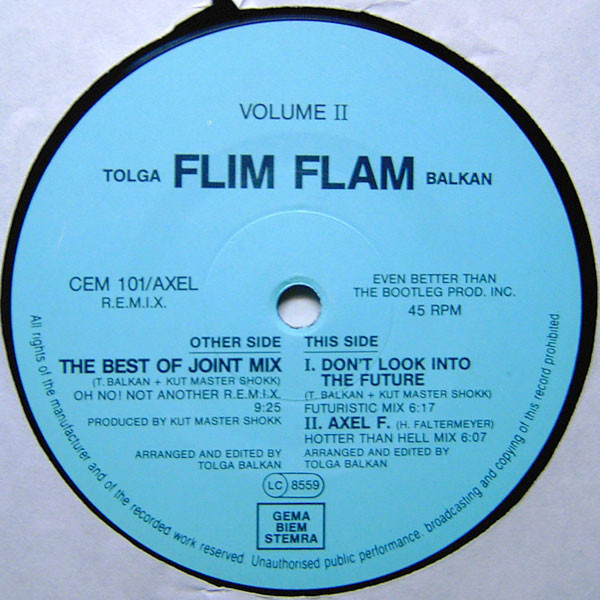 VOLUME II
TOLGA FLIM FLAM BALKAN
CEM 101/AXEL
R.E.M.I.X.
EVEN BETTER THAN
THE BOOTLEG PROD. INC.
45 RPM
OTHER SIDE
THE BEST OF JOINT MIX
(T. BALKAN + KUT MASTER SHOKK)
OH NO! NOT ANOTHER R.E.M.I.X.
9:25
PRODUCED BY KUT MASTER SHOKK
ARRANGED AND EDITED BY
TOLGA BALKAN
THIS SIDE
I. DON'T LOOK INTO
THE FUTURE
(T. BALKAN + KUT MASTER SHOKK)
FUTURISTIC MIX 6:17
II. AXEL F. (H. FALTERMEYER)
HOTTER THAN HELL MIX 6:07
ARRANGED AND EDITED BY
TOLGA BALKAN
LC 8559
GEMA
BIEM
STEMRA
All rights of the manufacturer and of the recorded work reserved. Unauthorised public performance, broadcasting and copying of this record prohibited.